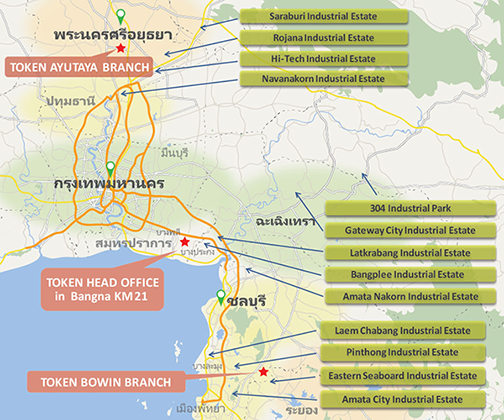 Saraburi Industrial Estate
พระนครศรีอยุธยา
Rojana Industrial Estate
TOKEN AYUTAYA BRANCH
Hi-Tech Industrial Estate
Navanakorn Industrial Estate
ปทุมธานี
มีนบุรี
กรุงเทพมหานคร
304 Industrial Park
ฉะเชิงเทรา
Gateway City Industrial Estate
บางพลี
สมุทรปราการ
บางปะกง
Latkrabang Industrial Estate
Bangplee Industrial Estate
TOKEN HEAD OFFICE
in Bangna KM 21
Amata Nakorn Industrial Estate
ชลบุรี
Laem Chabang Industrial Estate
Pinthong Industrial Estate
บางละมุง
TOKEN BOWIN BRANCH
Eastern Seaboard Industrial Estate
Amata City Industrial Estate
เมืองพัทยา
ระยอง